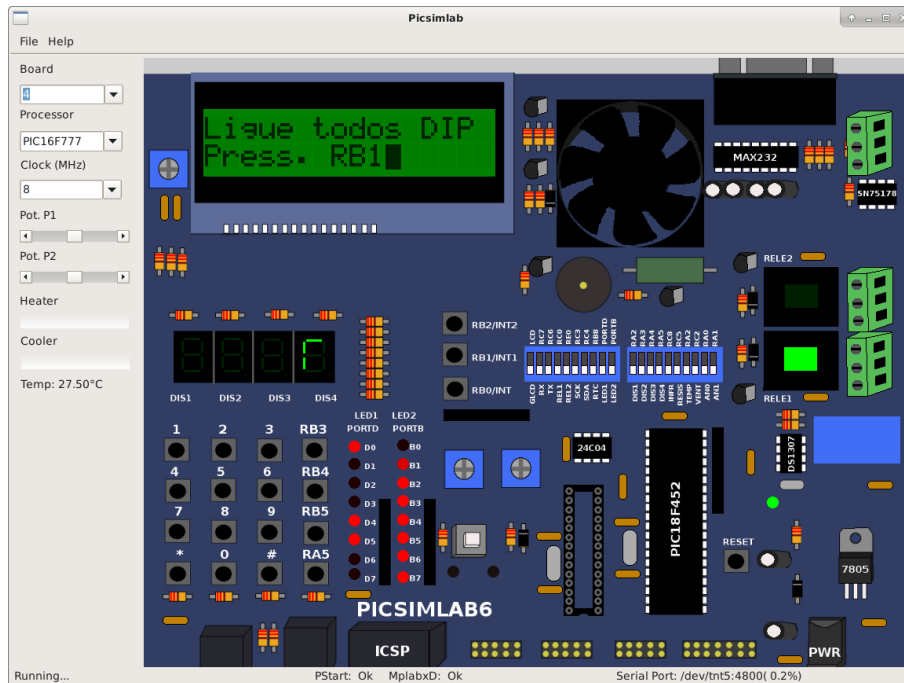 Picsimlab
File Help
Board
4
Processor
PIC16F777
Clock (MHz)
8
Pot. P1
Pot. P2
Heater
Cooler
Temp: 27.50°C
Ligue todos DIP
Press. RB1
MAX232
SN75178
RELE2
RELE1
RB2/INT2
RB1/INT1
RB0/INT
DIS1 DIS2 DIS3 DIS4
LED1 LED2
PORTD PORTB
D0 B0
D1 B1
D2 B2
D3 B3
D4 B4
D5 B5
D6 B6
D7 B7
1 2 3 RB3
4 5 6 RB4
7 8 9 RB5
* 0 # RA5
24C04
PIC18F452
DS1307
RESET
7805
PICSIMLAB6
ICSP
PWR
Running...
PStart: Ok MplabxD: Ok
Serial Port: /dev/tnt5:4800( 0.2%)